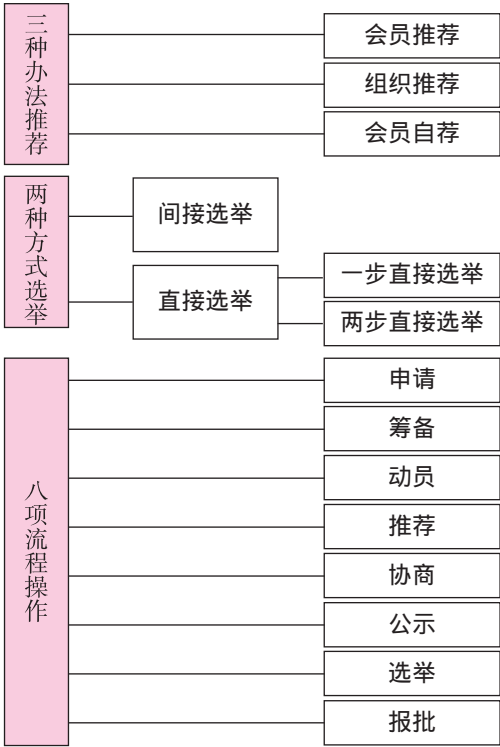 三种办法推荐
会员推荐
组织推荐
会员自荐
两种方式选举
间接选举
直接选举
一步直接选举
两步直接选举
八项流程操作
申请
筹备
动员
推荐
协商
公示
选举
报批